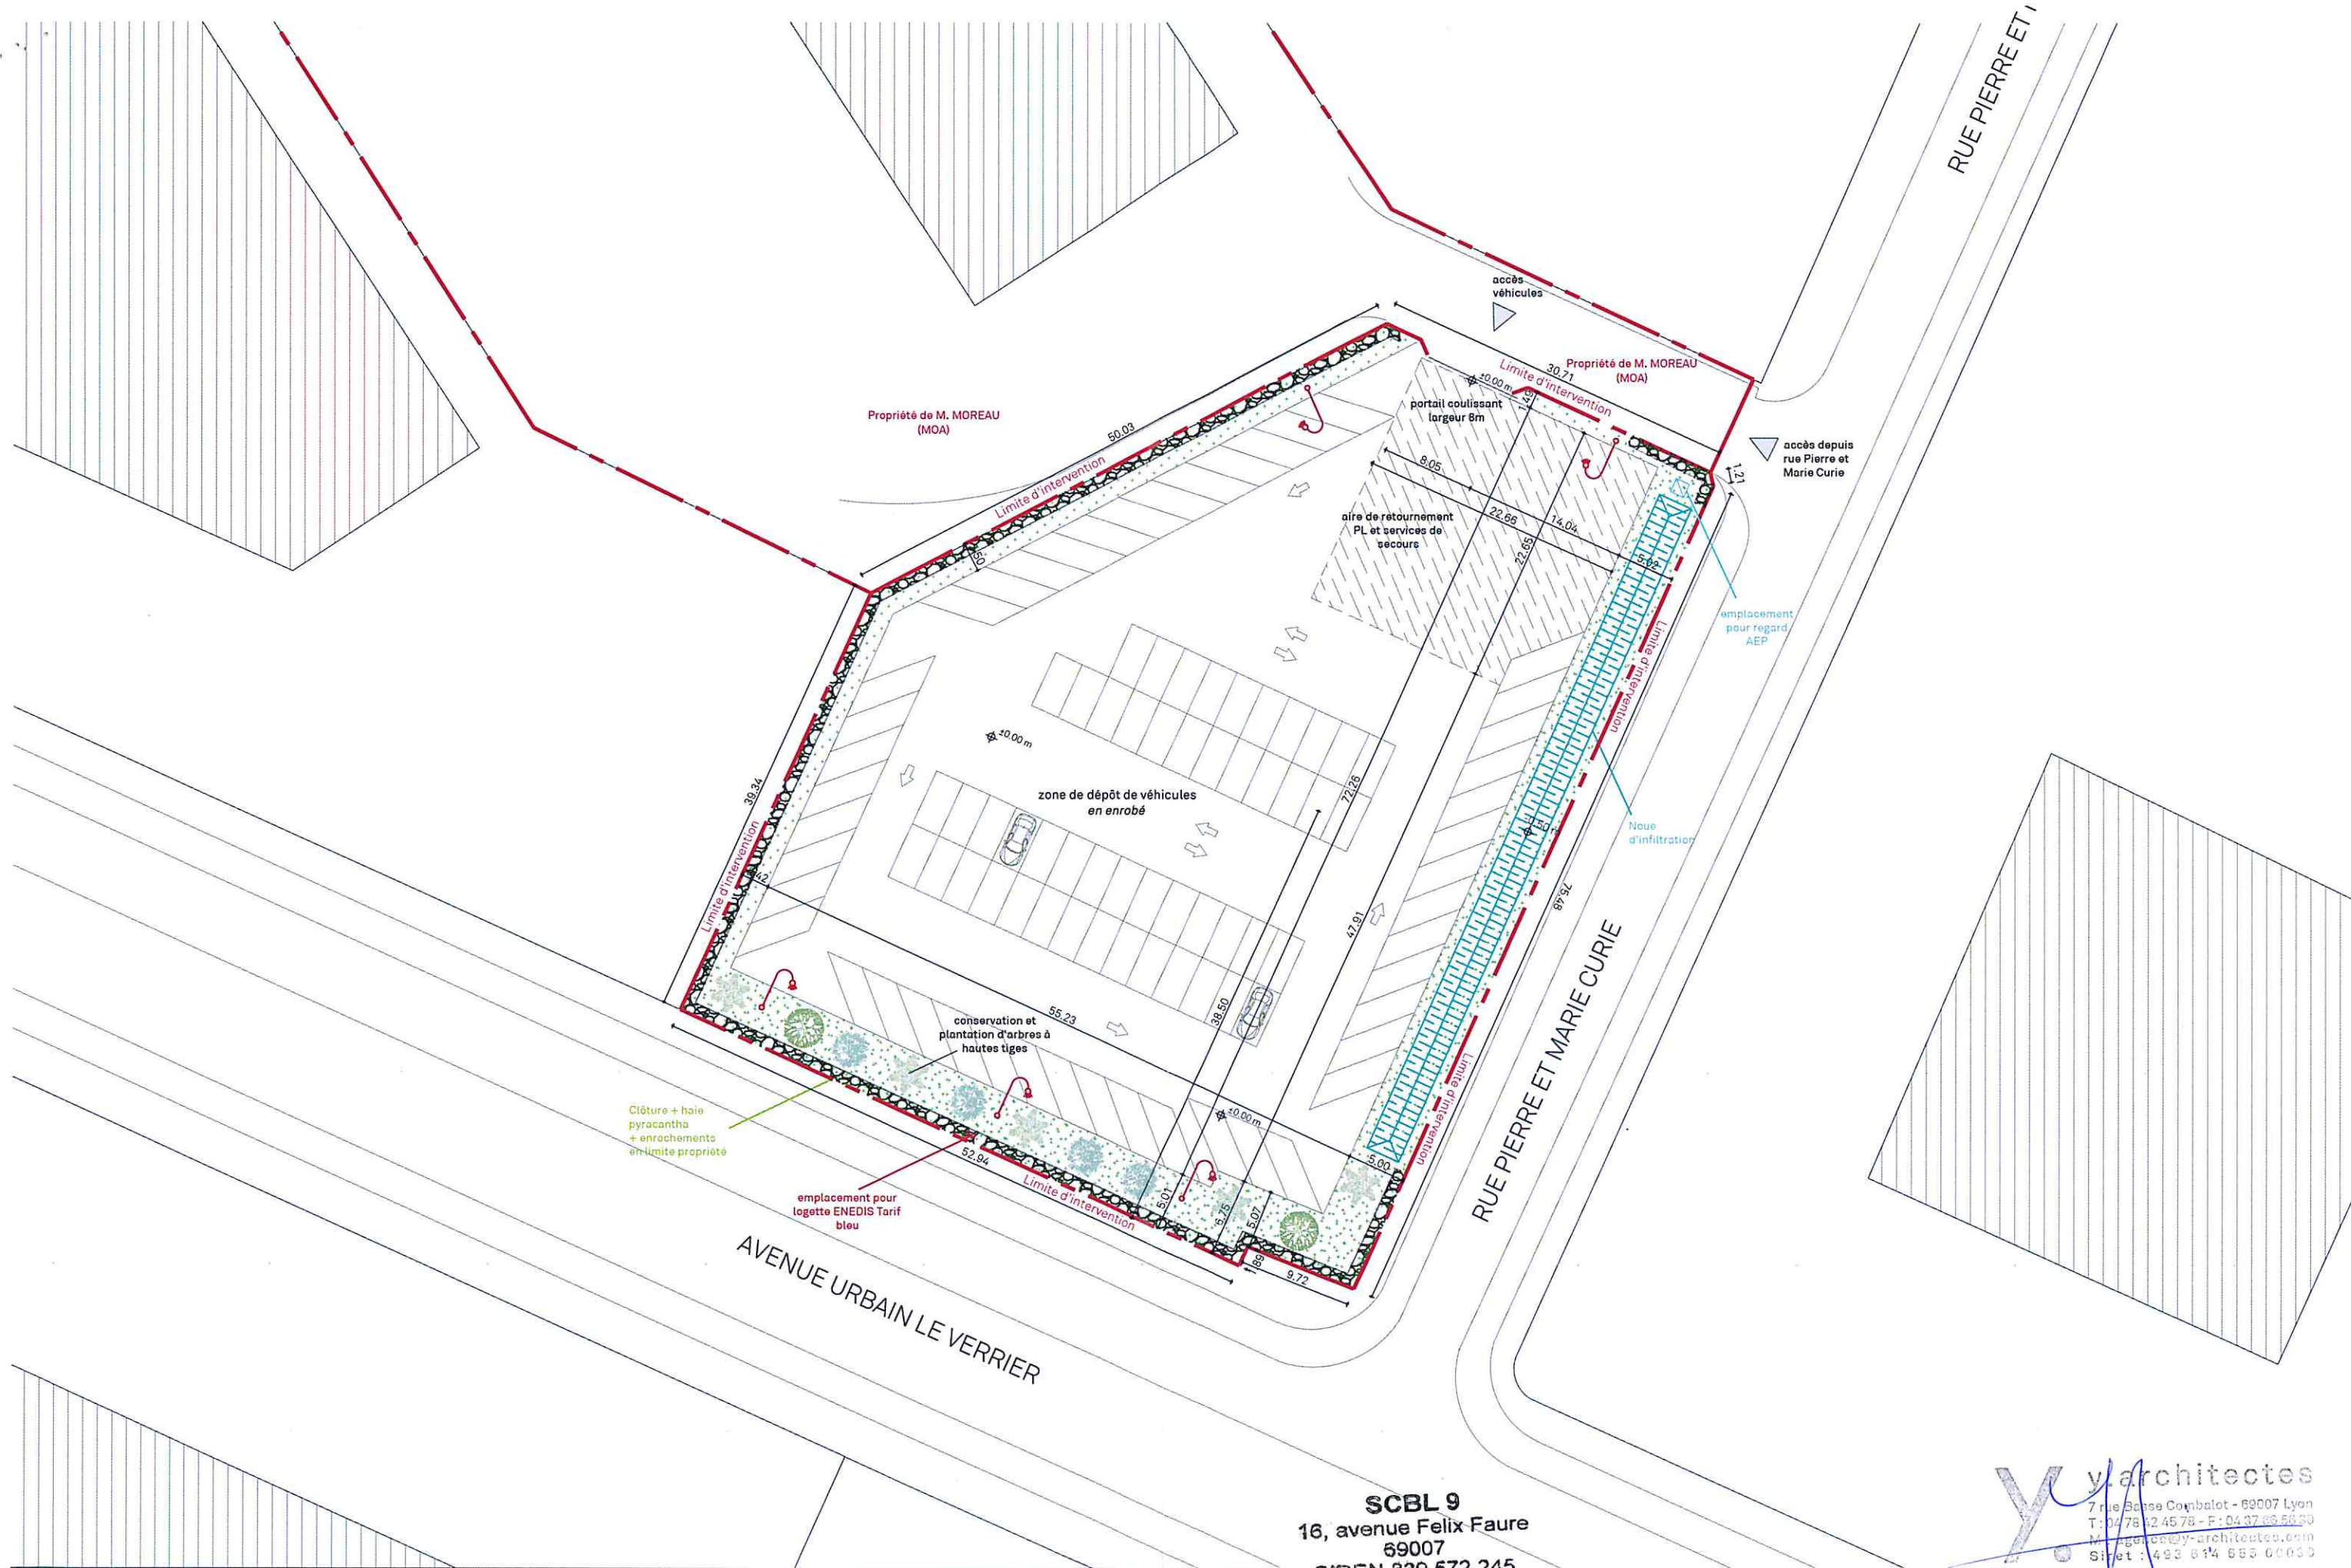 RUE PIERRE ET
accès
véhicules
Propriété de M. MOREAU
(MOA)
30.71
Limite d'intervention
±0.00 m
1.49
portail coulissant
largeur 8m
Propriété de M. MOREAU
(MOA)
50.03
Limite d'intervention
accès depuis
rue Pierre et
Marie Curie
1.21
8.05
22.66
14.04
22.65
5.02
aire de retournement
PL et services de
secours
emplacement
pour regard
AEP
Limite d'intervention
±0.00 m
39.34
zone de dépôt de véhicules
en enrobé
72.26
Noue
d'infiltration
Limite d'intervention
75.48
47.91
38.50
55.23
conservation et
plantation d'arbres à
hautes tiges
±0.00 m
RUE PIERRE ET MARIE CURIE
Limite d'intervention
Clôture + haie
pyracantha
+ enrochements
en limite propriété
52.94
5.00
Limite d'intervention
emplacement pour
logette ENEDIS Tarif
bleu
5.01
6.75
5.07
1.89
9.72
AVENUE URBAIN LE VERRIER
SCBL 9
16, avenue Felix Faure
69007
y.architectes
7 rue Basse Combalot - 69007 Lyon